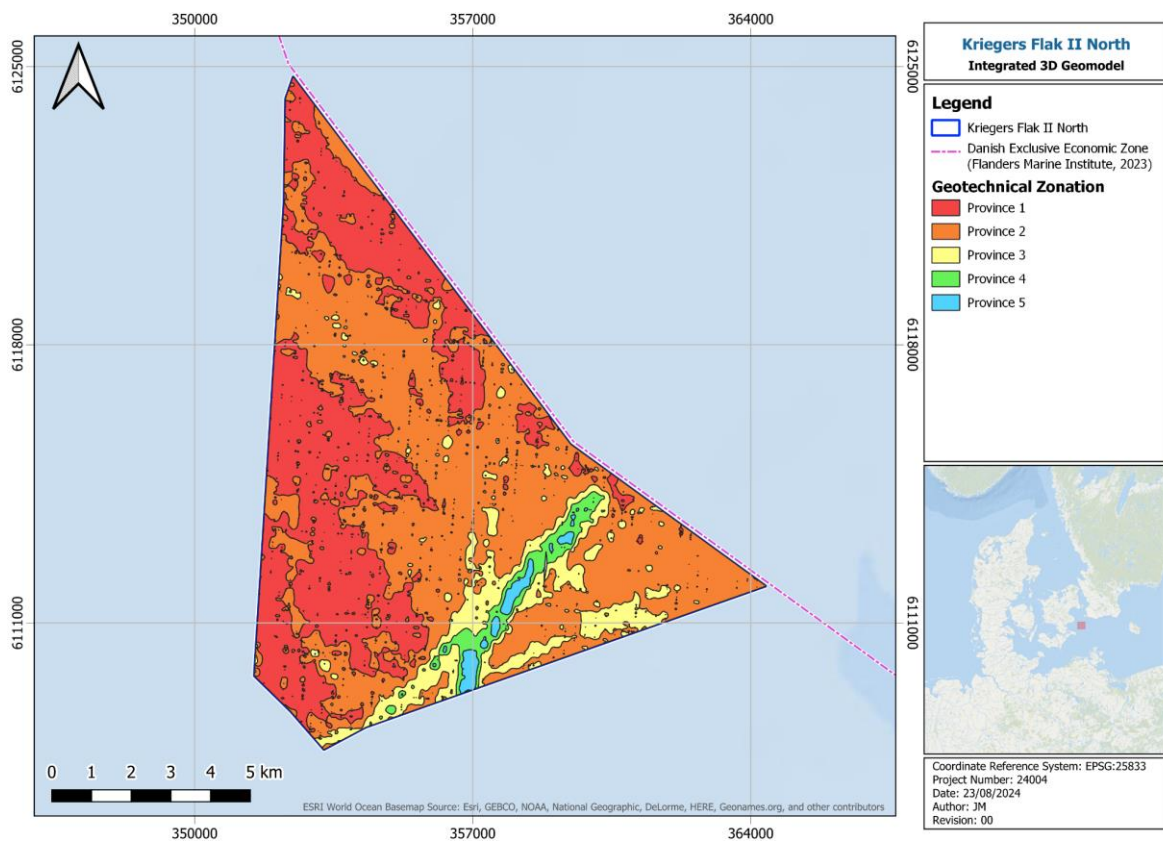 350000 357000 364000
6125000 6125000
6118000 6118000
6111000 6111000
0 1 2 3 4 5 km
ESRI World Ocean Basemap Source: Esri, GEBCO, NOAA, National Geographic, DeLorme, HERE, Geonames.org, and other contributors
350000 357000 364000
Kriegers Flak II North
Integrated 3D Geomodel
Legend
Kriegers Flak II North
Danish Exclusive Economic Zone
(Flanders Marine Institute, 2023)
Geotechnical Zonation
Province 1
Province 2
Province 3
Province 4
Province 5
Coordinate Reference System: EPSG:25833
Project Number: 24004
Date: 23/08/2024
Author: JM
Revision: 00